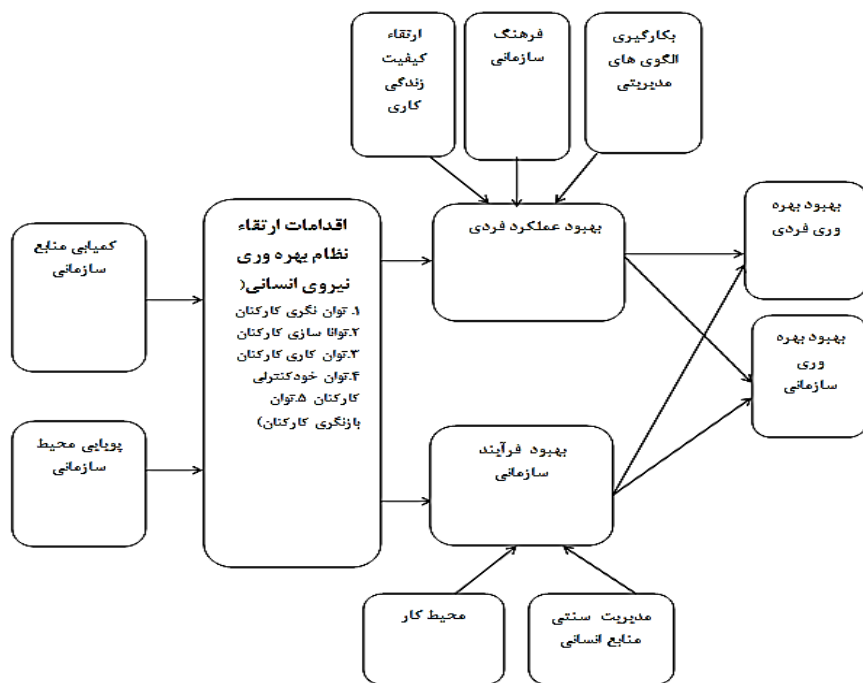 ارتقاء
کیفیت
زندگی
کاری
فرهنگ
سازمانی
بکارگیری
الگوی های
مدیریتی
بهبود بهره
وری فردی
بهبود عملکرد فردی
اقدامات ارتقاء
نظام بهره وری
نیروی انسانی(
۱. توان نگری کارکنان
۲.توانا سازی کارکنان
۳.توان کاری کارکنان
۴.توان خودکنترلی
کارکنان ۵.توان
بازنگری کارکنان)
کمیابی منابع
سازمانی
بهبود بهره
وری
سازمانی
پویایی محیط
سازمانی
بهبود فرآیند
سازمانی
محیط کار
مدیریت سنتی
منابع انسانی